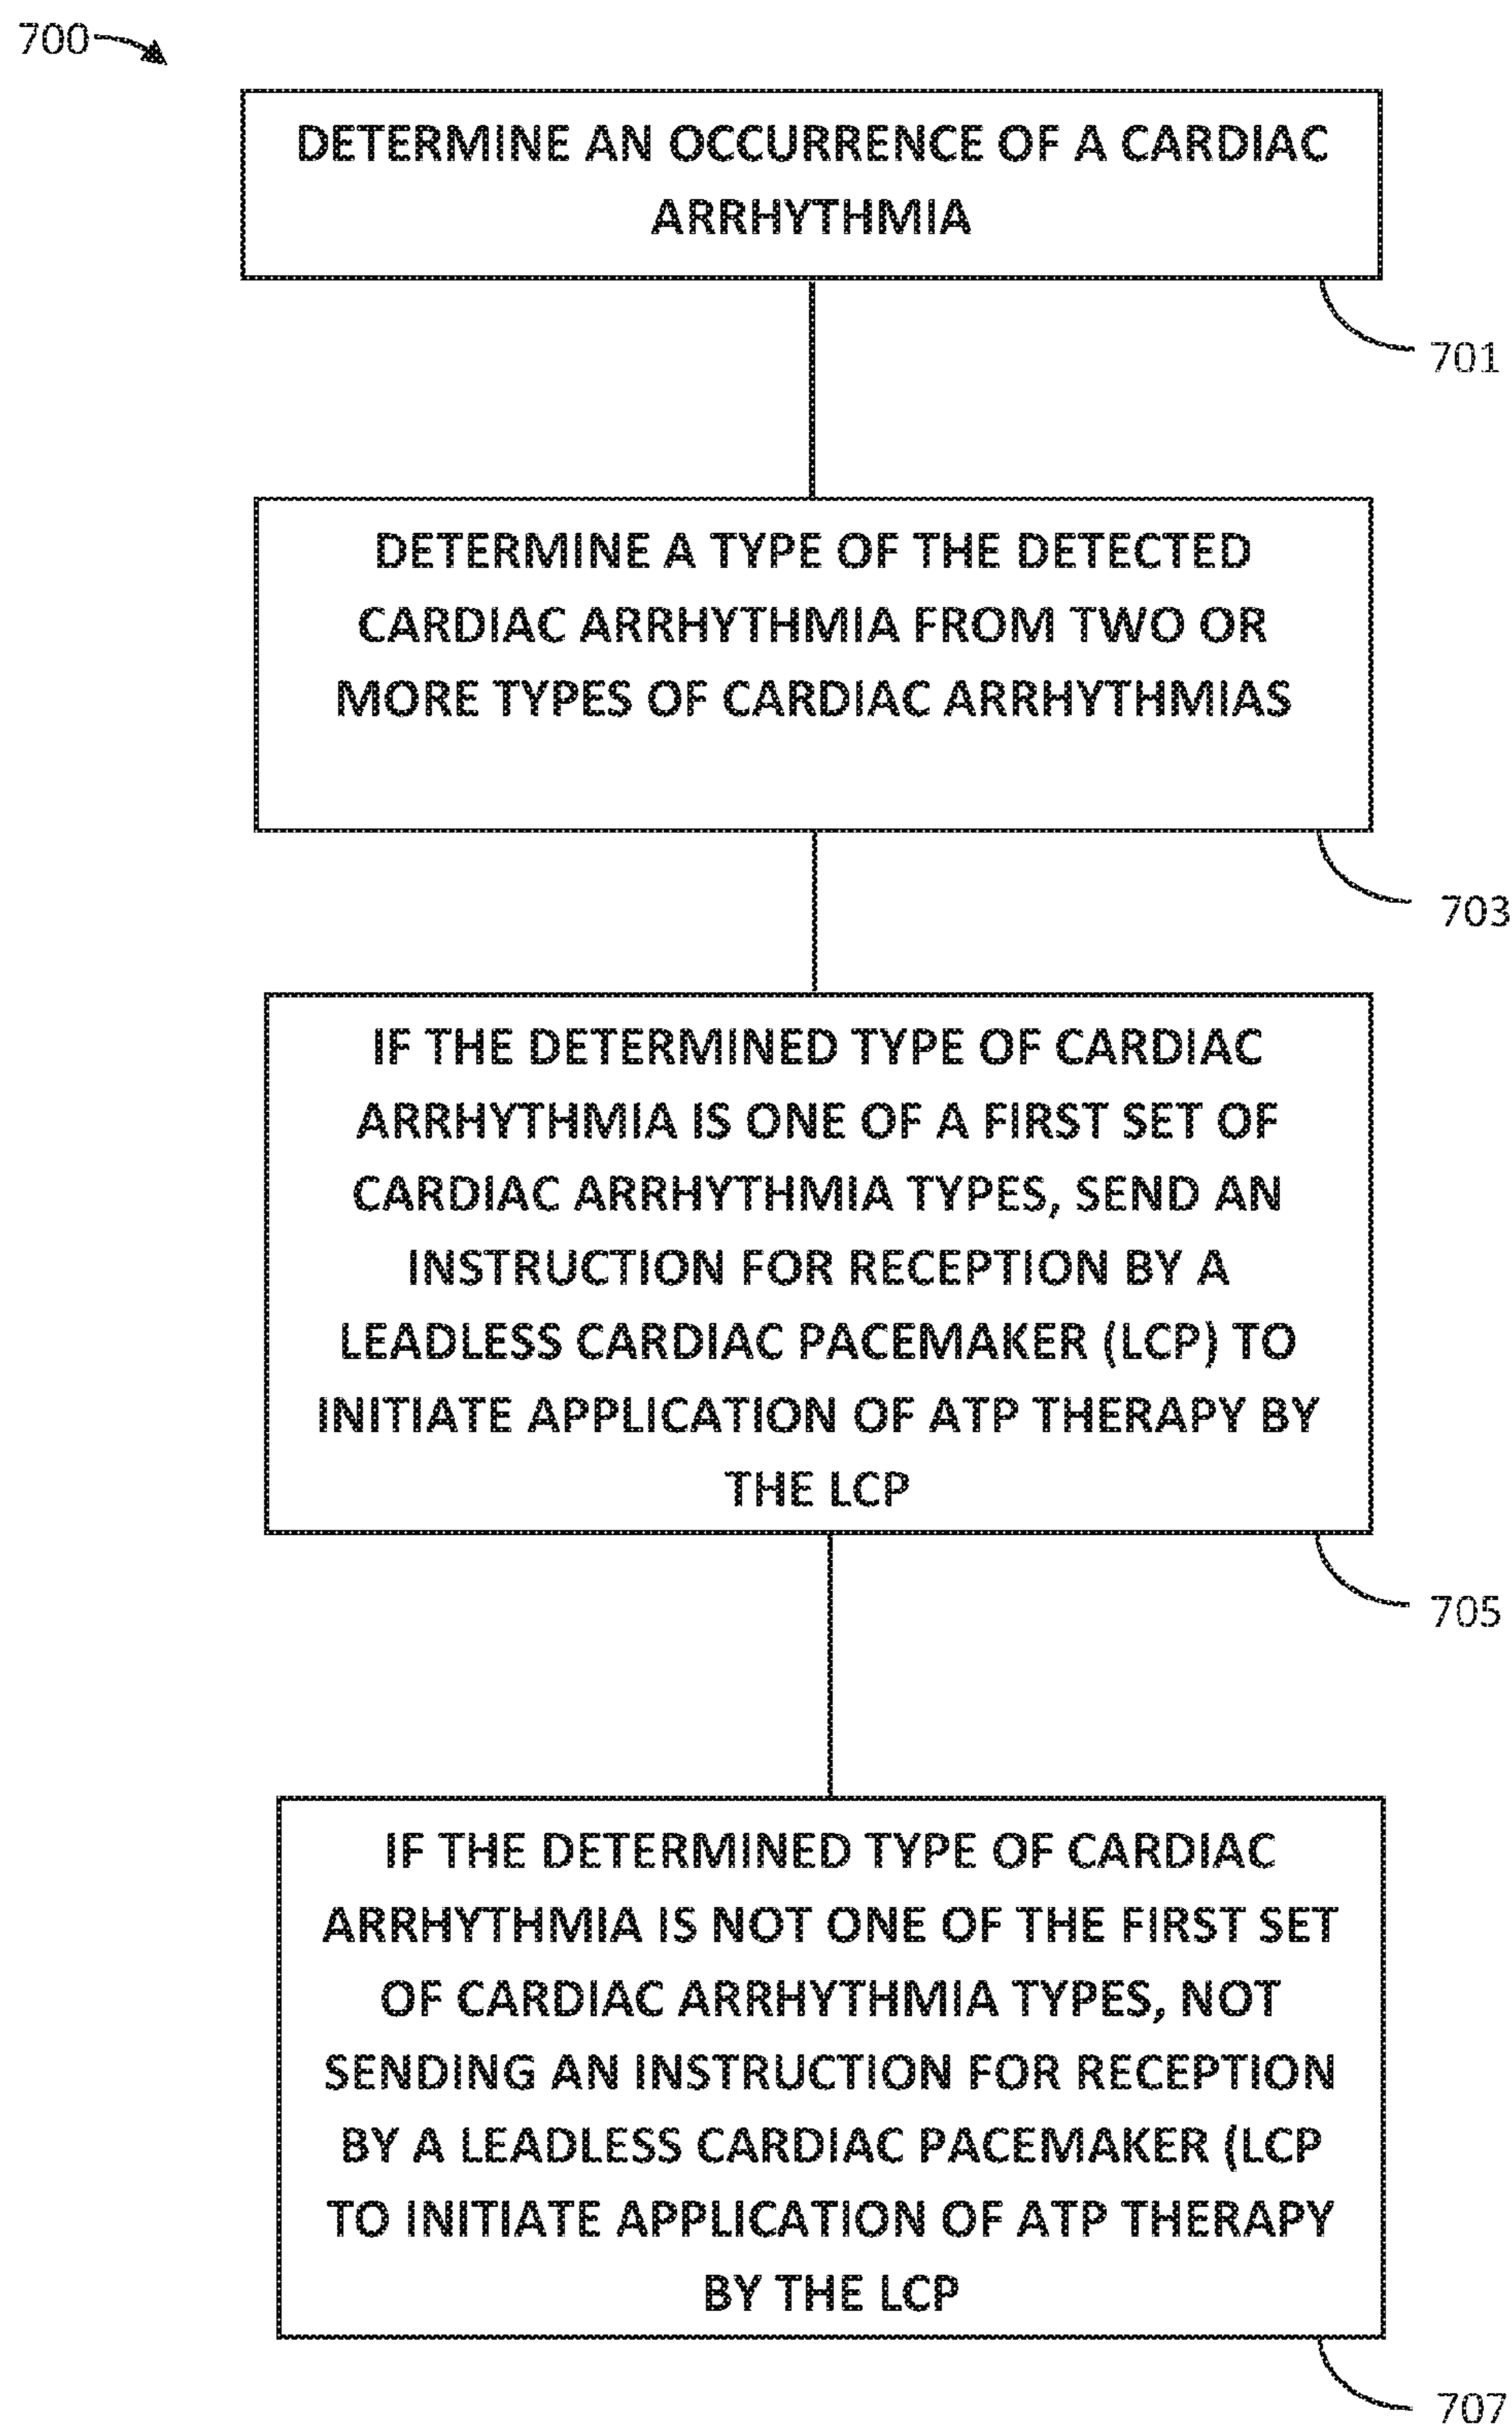 700
DETERMINE AN OCCURRENCE OF A CARDIAC
ARRHYTHMIA
701
DETERMINE A TYPE OF THE DETECTED
CARDIAC ARRHYTHMIA FROM TWO OR
MORE TYPES OF CARDIAC ARRHYTHMIAS
703
IF THE DETERMINED TYPE OF CARDIAC
ARRHYTHMIA IS ONE OF A FIRST SET OF
CARDIAC ARRHYTHMIA TYPES, SEND AN
INSTRUCTION FOR RECEPTION BY A
LEADLESS CARDIAC PACEMAKER (LCP) TO
INITIATE APPLICATION OF ATP THERAPY BY
THE LCP
705
IF THE DETERMINED TYPE OF CARDIAC
ARRHYTHMIA IS NOT ONE OF THE FIRST SET
OF CARDIAC ARRHYTHMIA TYPES, NOT
SENDING AN INSTRUCTION FOR RECEPTION
BY A LEADLESS CARDIAC PACEMAKER (LCP
TO INITIATE APPLICATION OF ATP THERAPY
BY THE LCP
707